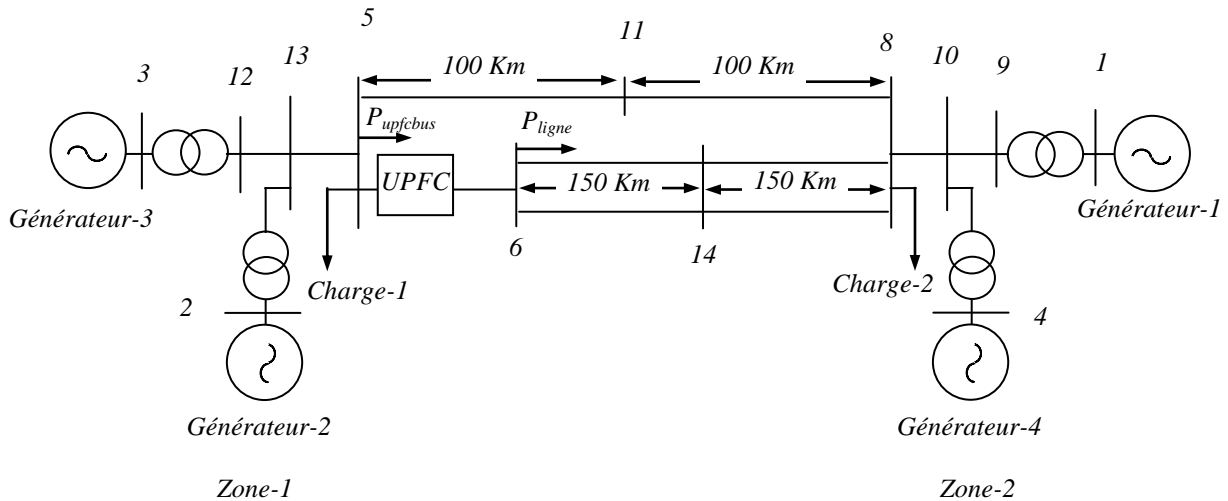 5
11
8
3
12
13
10
9
1
100 Km
100 Km
P_upfcbus
P_ligne
UPFC
150 Km
150 Km
Générateur-3
Générateur-1
6
14
Charge-1
Charge-2
2
4
Générateur-2
Générateur-4
Zone-1
Zone-2